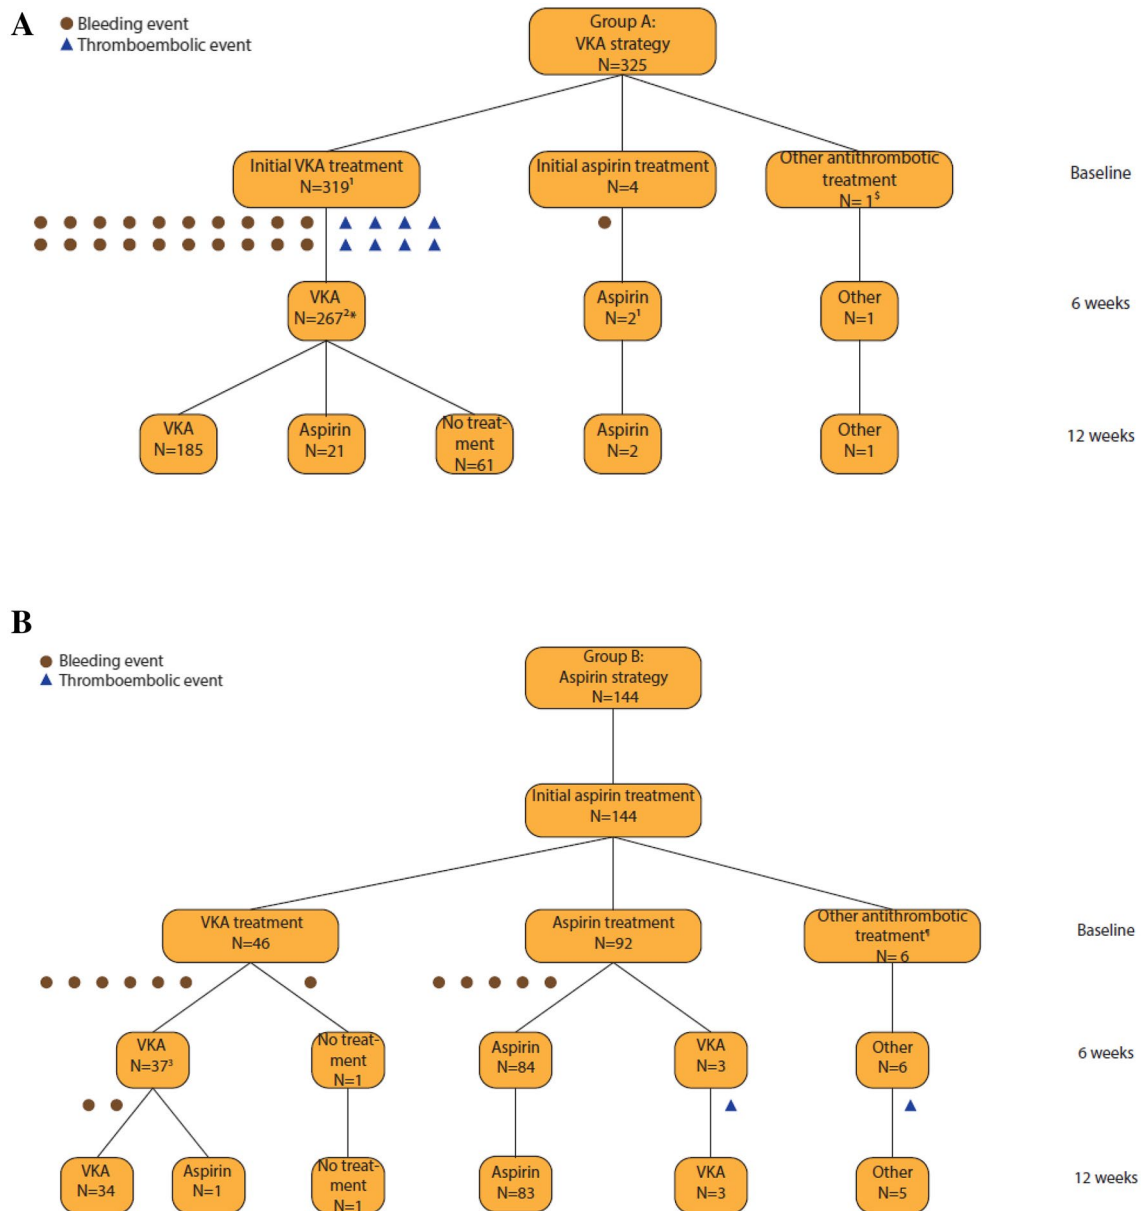 A
Bleeding event
Thromboembolic event
Group A:
VKA strategy
N=325
Initial VKA treatment
N=319¹
Initial aspirin treatment
N=4
Other antithrombotic
treatment
N= 1$
Baseline
VKA
N=267²*
Aspirin
N=2¹
Other
N=1
6 weeks
VKA
N=185
Aspirin
N=21
No treat-
ment
N=61
Aspirin
N=2
Other
N=1
12 weeks
B
Bleeding event
Thromboembolic event
Group B:
Aspirin strategy
N=144
Initial aspirin treatment
N=144
VKA treatment
N=46
Aspirin treatment
N=92
Other antithrombotic
treatment¶
N= 6
Baseline
VKA
N=37³
No treat-
ment
N=1
Aspirin
N=84
VKA
N=3
Other
N=6
6 weeks
VKA
N=34
Aspirin
N=1
No treat-
ment
N=1
Aspirin
N=83
VKA
N=3
Other
N=5
12 weeks